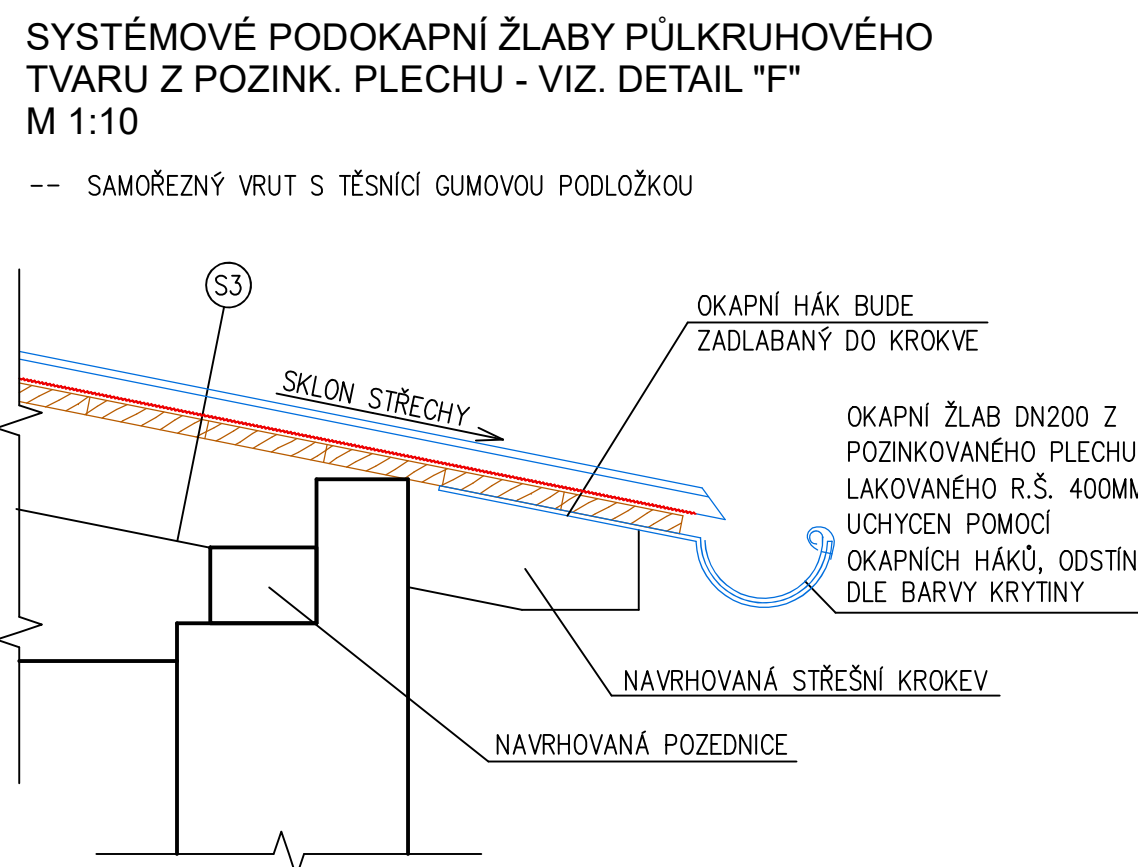 SYSTÉMOVÉ PODOKAPNÍ ŽLABY PŮLKRUHOVÉHO
TVARU Z POZINK. PLECHU - VIZ. DETAIL "F"
M 1:10
-- SAMOŘEZNÝ VRUT S TĚSNÍCÍ GUMOVOU PODLOŽKOU
S3
SKLON STŘECHY
OKAPNÍ HÁK BUDE
ZADLABANÝ DO KROKVE
OKAPNÍ ŽLAB DN200 Z
POZINKOVANÉHO PLECHU
LAKOVANÉHO R.Š. 400MM
UCHYCEN POMOCÍ
OKAPNÍCH HÁKŮ, ODSTÍN
DLE BARVY KRYTINY
NAVRHOVANÁ STŘEŠNÍ KROKEV
NAVRHOVANÁ POZEDNICE